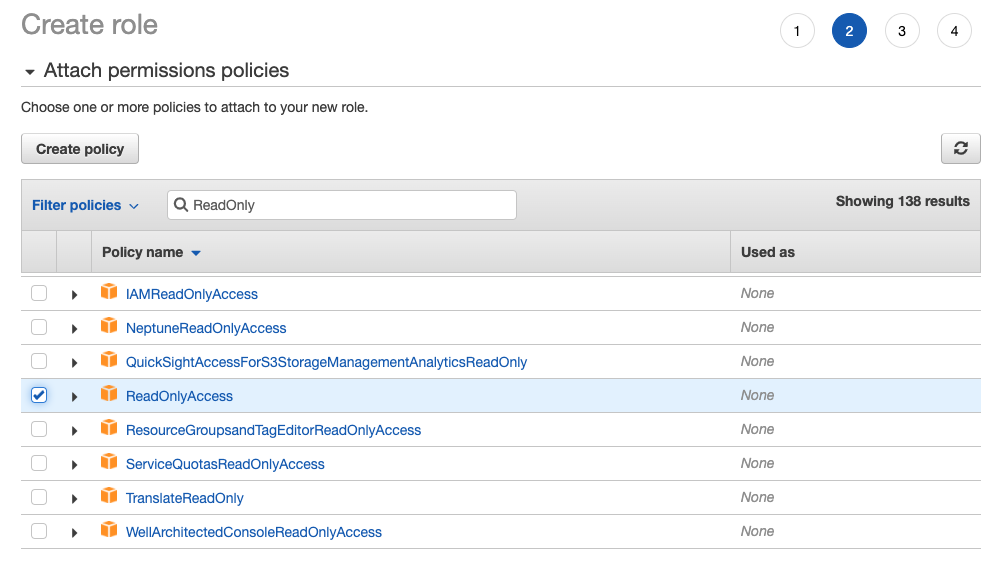 Create role
1 2 3 4
Attach permissions policies
Choose one or more policies to attach to your new role.
Create policy
Filter policies ReadOnly Showing 138 results
Policy name Used as
IAMReadOnlyAccess None
NeptuneReadOnlyAccess None
QuickSightAccessForS3StorageManagementAnalyticsReadOnly None
ReadOnlyAccess None
ResourceGroupsandTagEditorReadOnlyAccess None
ServiceQuotasReadOnlyAccess None
TranslateReadOnly None
WellArchitectedConsoleReadOnlyAccess None